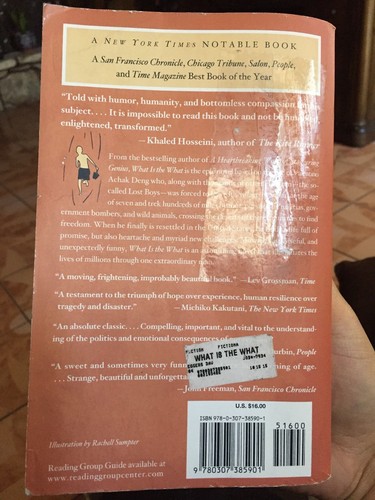 A NEW YORK TIMES NOTABLE BOOK
A San Francisco Chronicle, Chicago Tribune, Salon, People,
and Time Magazine Best Book of the Year
"Told with humor, humanity, and bottomless compassion
subject. . . . It is impossible to read this book and not be
enlightened, transformed."
—Khaled Hosseini, author of The Kite Runner
From the bestselling author of A
Genius, What Is the What is the
Achak Deng who, along with
called Lost Boys—was forced
of seven and trek hundreds of
ernment bombers, and wild animals, crossing
freedom. When he finally is resettled in the
promise, but also heartache and myriad new
unexpectedly funny, What Is the What is an
lives of millions through one extraordinary
"A moving, frightening, improbably beautiful book." —Lev Grossman, Time
"A testament to the triumph of hope over experience, human resilience over
tragedy and disaster." —Michiko Kakutani, The New York Times
"An absolute classic. . . . Compelling, important, and vital to the understand-
ing of the politics and emotional consequences of
People
"A sweet and sometimes very funny
ing of age.
. . . Strange, beautiful and unforgettable
—John Freeman, San Francisco Chronicle
FICTION
WHAT IS THE WHAT
U.S. $16.00
ISBN 978-0-307-38590-1
51600
9 780307 385901
Illustration by Rachell Sumpter
Reading Group Guide available at
www.readinggroupcenter.com